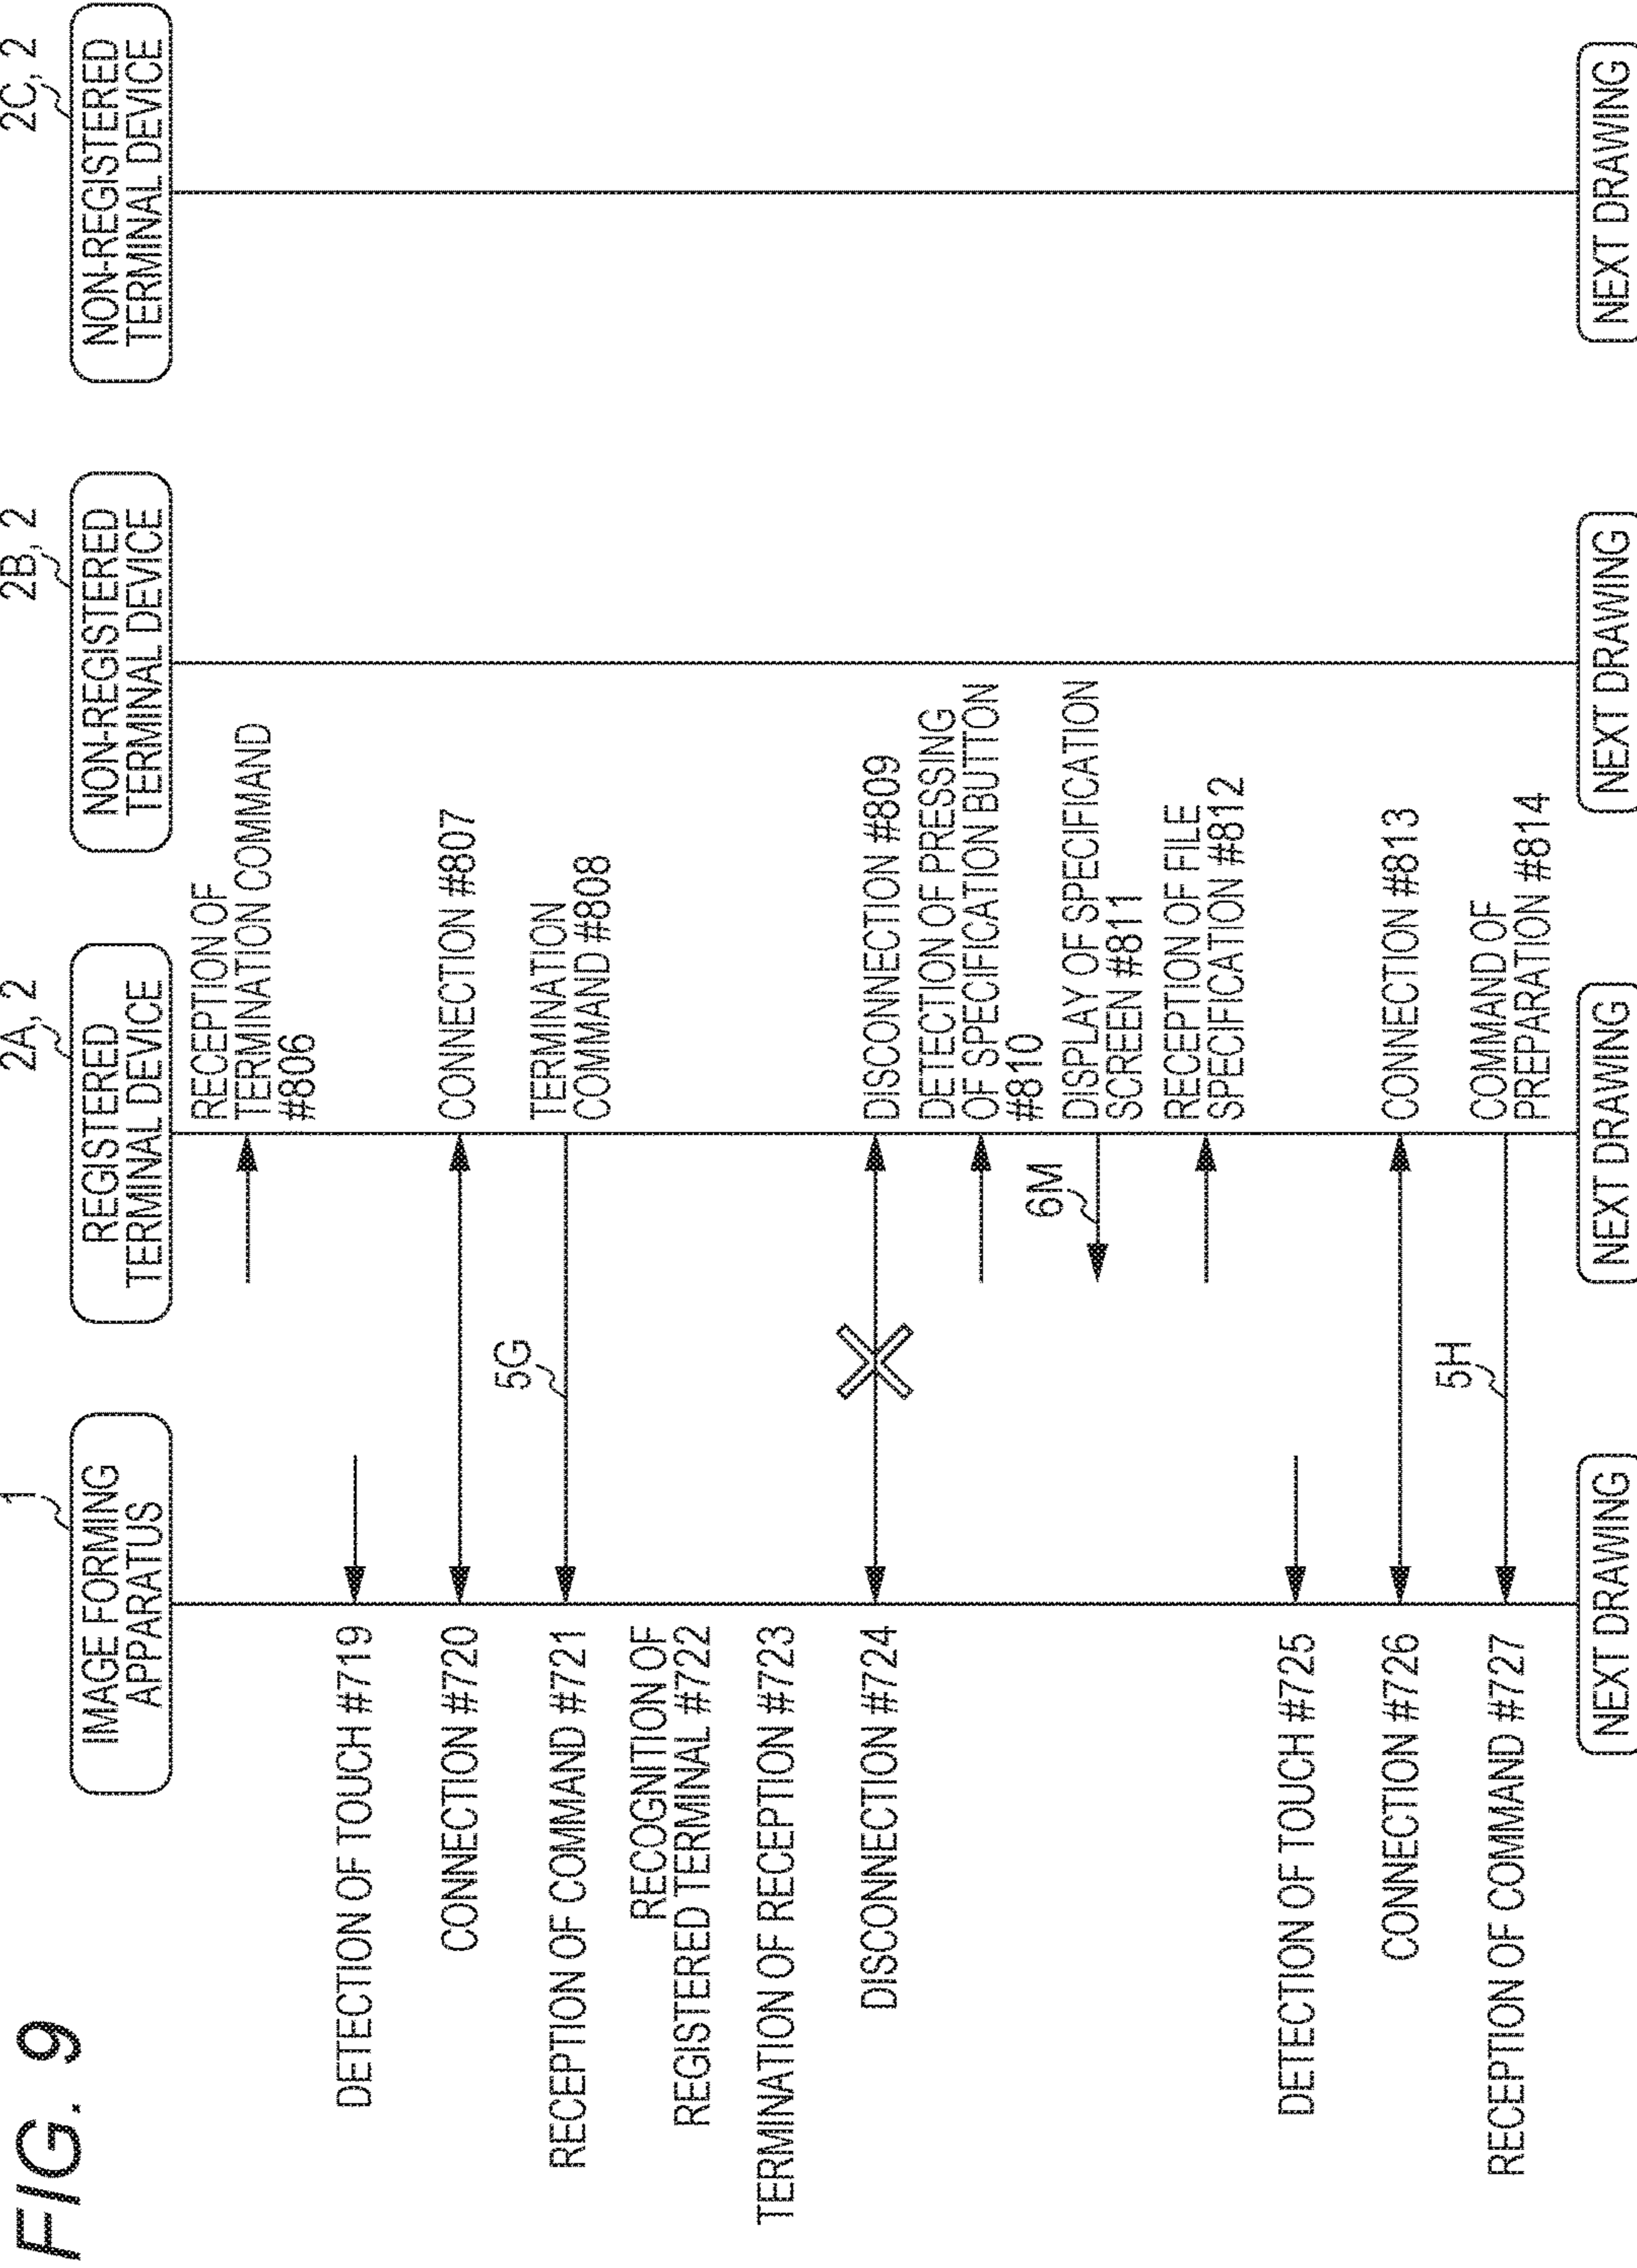 FIG. 9
1
IMAGE FORMING
APPARATUS
2A, 2
REGISTERED
TERMINAL DEVICE
2B, 2
NON-REGISTERED
TERMINAL DEVICE
2C, 2
NON-REGISTERED
TERMINAL DEVICE
RECEPTION OF
TERMINATION COMMAND
#806
DETECTION OF TOUCH #719
CONNECTION #720
CONNECTION #807
5G
RECEPTION OF COMMAND #721
TERMINATION
COMMAND #808
RECOGNITION OF
REGISTERED TERMINAL #722
TERMINATION OF RECEPTION #723
DISCONNECTION #724
DISCONNECTION #809
DETECTION OF PRESSING
OF SPECIFICATION BUTTON
#810
6M
DISPLAY OF SPECIFICATION
SCREEN #811
RECEPTION OF FILE
SPECIFICATION #812
DETECTION OF TOUCH #725
CONNECTION #726
CONNECTION #813
5H
RECEPTION OF COMMAND #727
COMMAND OF
PREPARATION #814
NEXT DRAWING
NEXT DRAWING
NEXT DRAWING
NEXT DRAWING